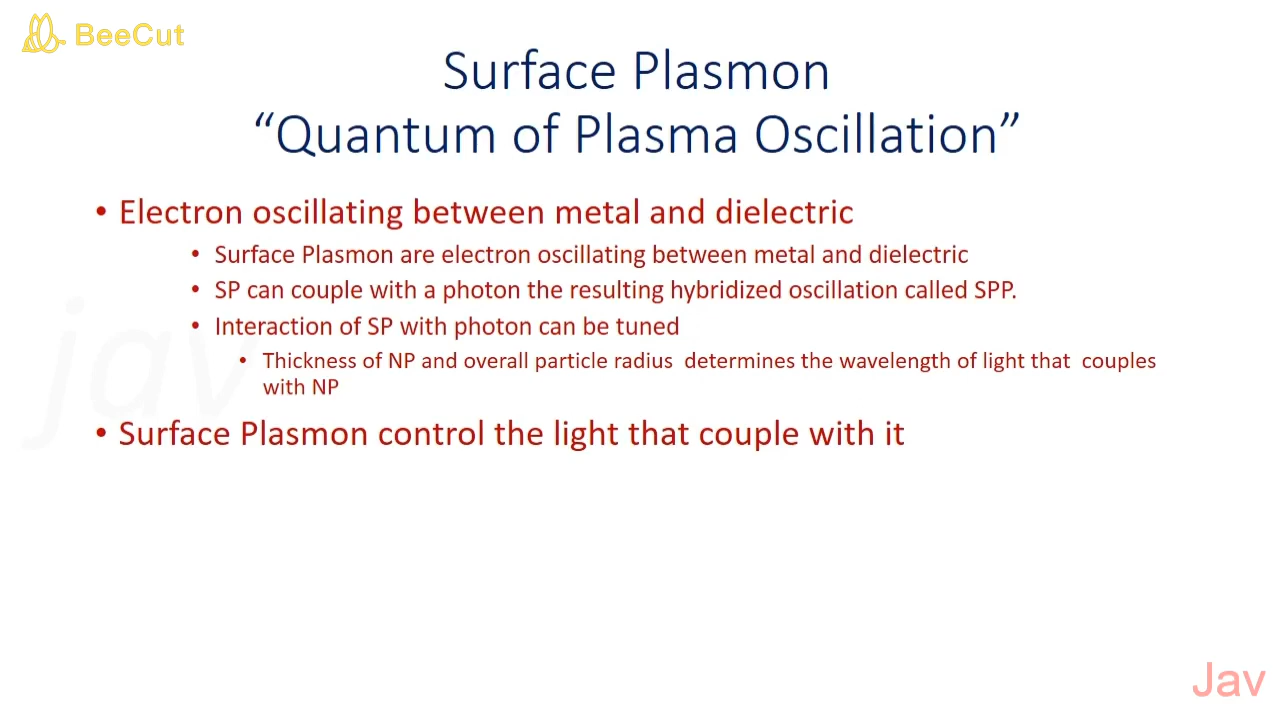 BeeCut
Surface Plasmon
“Quantum of Plasma Oscillation”
• Electron oscillating between metal and dielectric
• Surface Plasmon are electron oscillating between metal and dielectric
• SP can couple with a photon the resulting hybridized oscillation called SPP.
• Interaction of SP with photon can be tuned
• Thickness of NP and overall particle radius determines the wavelength of light that couples
with NP
jav
• Surface Plasmon control the light that couple with it
Jav